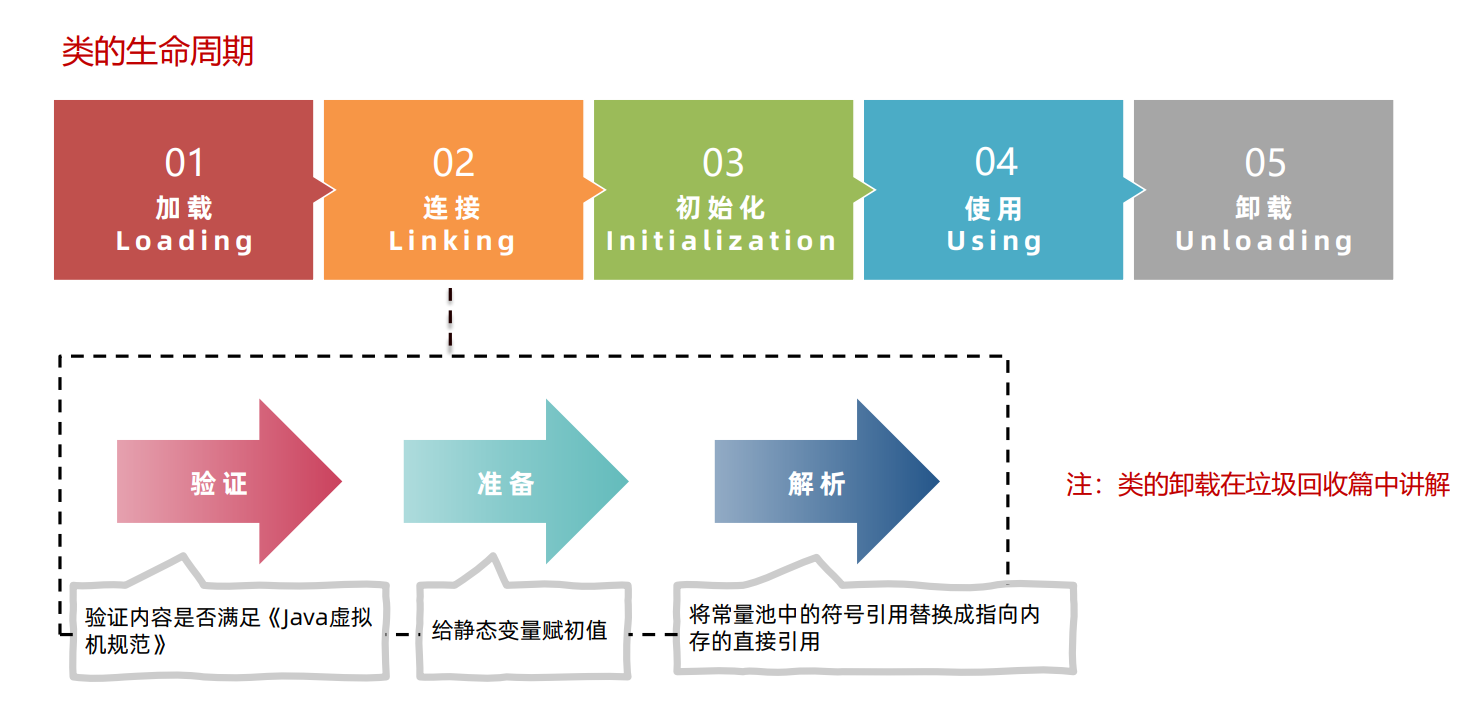 类的生命周期
01
加载
Loading
02
连接
Linking
03
初始化
Initialization
04
使用
Using
05
卸载
Unloading
验证
准备
解析
注：类的卸载在垃圾回收篇中讲解
验证内容是否满足《Java虚拟
机规范》
给静态变量赋初值
将常量池中的符号引用替换成指向内
存的直接引用